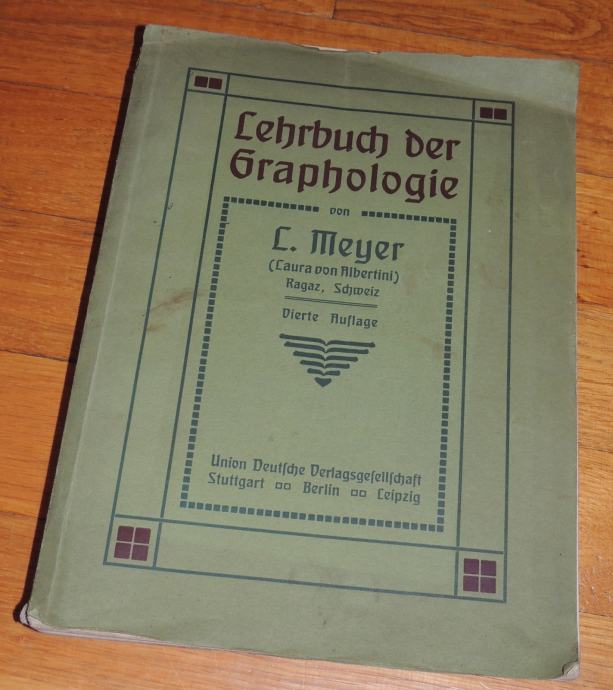 Lehrbuch der
Graphologie
von
L. Meyer
(Laura von Albertini)
Ragaz, Schweiz
Vierte Auflage
Union Deutſche Verlagsgeſellſchaft
Stuttgart Berlin Leipzig